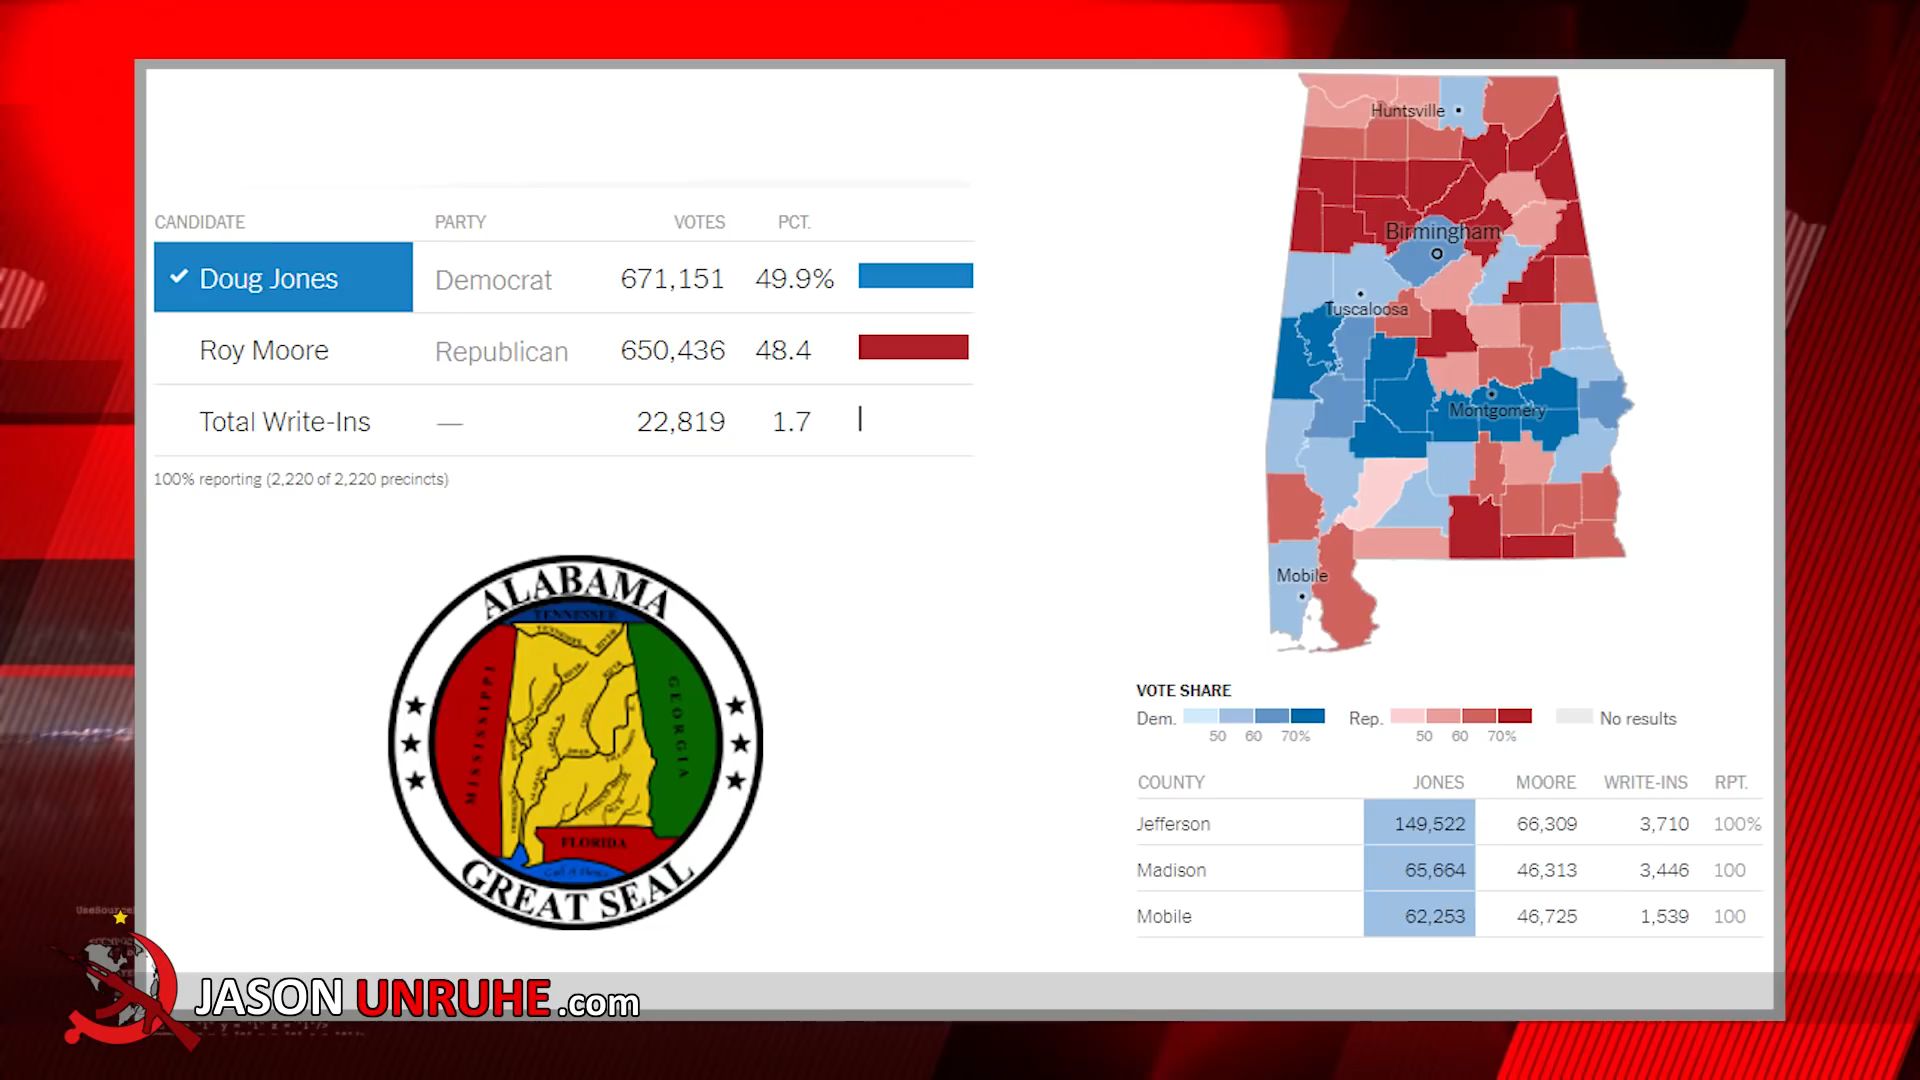 CANDIDATE PARTY VOTES PCT.
✓ Doug Jones Democrat 671,151 49.9%
Roy Moore Republican 650,436 48.4
Total Write-Ins — 22,819 1.7
100% reporting (2,220 of 2,220 precincts)
ALABAMA
TENNESSEE
MISSISSIPPI
GEORGIA
FLORIDA
GREAT SEAL
Huntsville
Birmingham
Tuscaloosa
Montgomery
Mobile
VOTE SHARE
Dem. Rep. No results
50 60 70% 50 60 70%
COUNTY JONES MOORE WRITE-INS RPT.
Jefferson 149,522 66,309 3,710 100%
Madison 65,664 46,313 3,446 100
Mobile 62,253 46,725 1,539 100
JASON UNRUHE.com